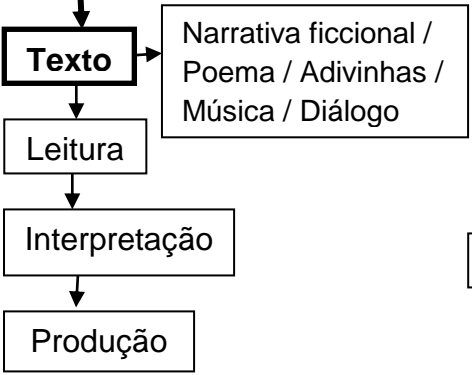 Texto
Narrativa ficcional /
Poema / Adivinhas /
Música / Diálogo
Leitura
Interpretação
Produção